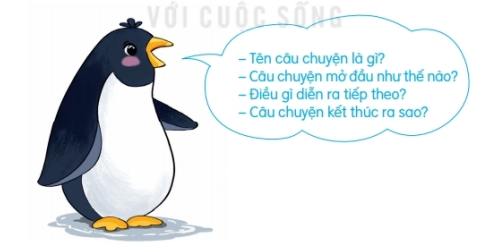 VỚI CUỘC SỐNG
– Tên câu chuyện là gì?
– Câu chuyện mở đầu như thế nào?
– Điều gì diễn ra tiếp theo?
– Câu chuyện kết thúc ra sao?